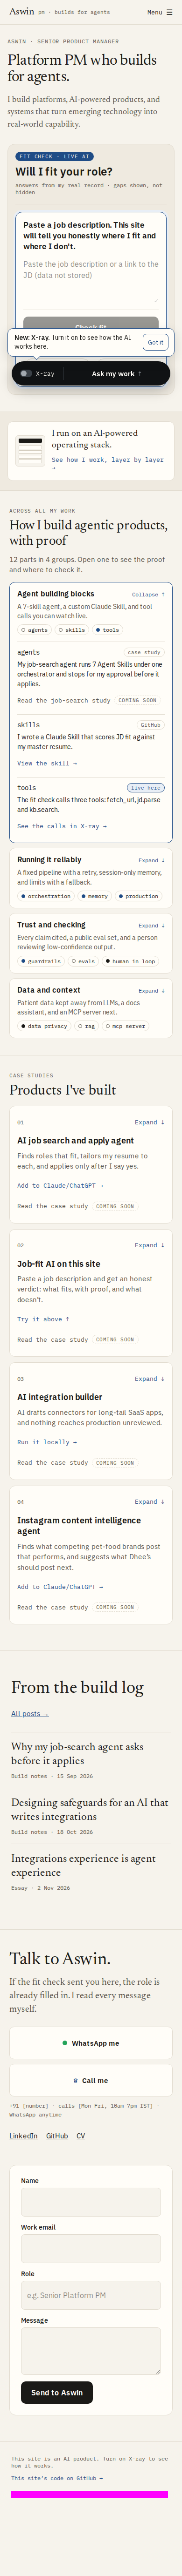 Aswin pm · builds for agents Menu ☰
ASWIN · SENIOR PRODUCT MANAGER
Platform PM who builds
for agents.
I build platforms, AI-powered products, and
systems that turn emerging technology into
real-world capability.
FIT CHECK · LIVE AI
Will I fit your role?
answers from my real record · gaps shown, not
hidden
Paste a job description. This site
will tell you honestly where I fit and
where I don't.
Paste the job description or a link to the
JD (data not stored)
Check fit
New: X-ray. Turn it on to see how the AI
works here.
Got it
X-ray
Ask my work ↑
I run on an AI-powered
operating stack.
See how I work, layer by layer
→
ACROSS ALL MY WORK
How I build agentic products,
with proof
12 parts in 4 groups. Open one to see the proof
and where to check it.
Agent building blocks Collapse ↑
A 7-skill agent, a custom Claude Skill, and tool
calls you can watch live.
agents skills tools
agents case study
My job-search agent runs 7 Agent Skills under one
orchestrator and stops for my approval before it
applies.
Read the job-search study COMING SOON
skills GitHub
I wrote a Claude Skill that scores JD fit against
my master resume.
View the skill →
tools live here
The fit check calls three tools: fetch_url, jd.parse
and kb.search.
See the calls in X-ray →
Running it reliably Expand ↓
A fixed pipeline with a retry, session-only memory,
and limits with a fallback.
orchestration memory production
Trust and checking Expand ↓
Every claim cited, a public eval set, and a person
reviewing low-confidence output.
guardrails evals human in loop
Data and context Expand ↓
Patient data kept away from LLMs, a docs
assistant, and an MCP server next.
data privacy rag mcp server
CASE STUDIES
Products I've built
01 Expand ↓
AI job search and apply agent
Finds roles that fit, tailors my resume to
each, and applies only after I say yes.
Add to Claude/ChatGPT →
Read the case study COMING SOON
02 Expand ↓
Job-fit AI on this site
Paste a job description and get an honest
verdict: what fits, with proof, and what
doesn't.
Try it above ↑
Read the case study COMING SOON
03 Expand ↓
AI integration builder
AI drafts connectors for long-tail SaaS apps,
and nothing reaches production unreviewed.
Run it locally →
Read the case study COMING SOON
04 Expand ↓
Instagram content intelligence
agent
Finds what competing pet-food brands post
that performs, and suggests what Dhee's
should post next.
Add to Claude/ChatGPT →
Read the case study COMING SOON
From the build log
All posts →
Why my job-search agent asks
before it applies
Build notes · 15 Sep 2026
Designing safeguards for an AI that
writes integrations
Build notes · 18 Oct 2026
Integrations experience is agent
experience
Essay · 2 Nov 2026
Talk to Aswin.
If the fit check sent you here, the role is
already filled in. I read every message
myself.
WhatsApp me
Call me
+91 [number] · calls [Mon–Fri, 10am–7pm IST] ·
WhatsApp anytime
LinkedIn GitHub CV
Name
Work email
Role
e.g. Senior Platform PM
Message
Send to Aswin
This site is an AI product. Turn on X-ray to see
how it works.
This site's code on GitHub →